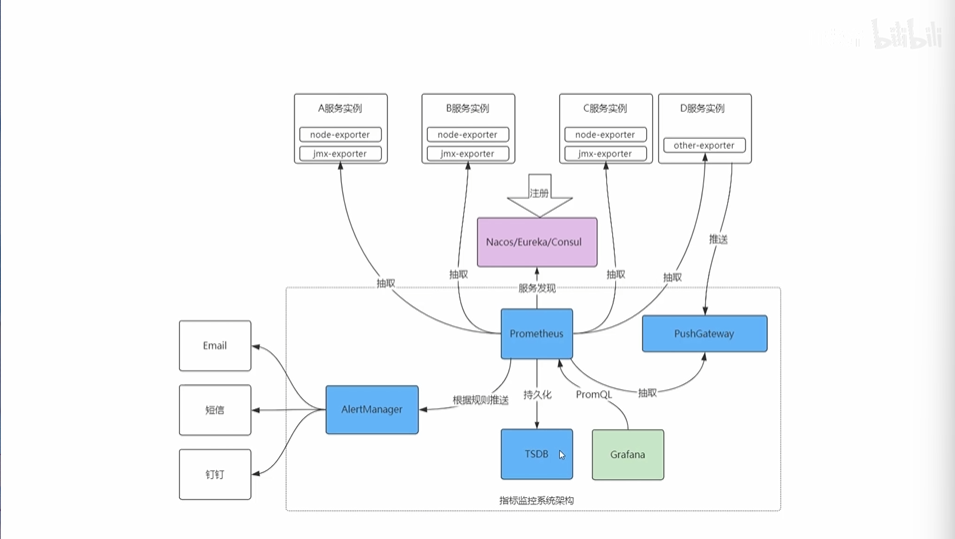 bilibili
A服务实例
node-exporter
jmx-exporter
B服务实例
node-exporter
jmx-exporter
C服务实例
node-exporter
jmx-exporter
D服务实例
other-exporter
注册
Nacos/Eureka/Consul
推送
抽取
抽取
抽取
抽取
服务发现
Prometheus
PushGateway
Email
短信
钉钉
AlertManager
根据规则推送
持久化
PromQL
抽取
TSDB
Grafana
指标监控系统架构